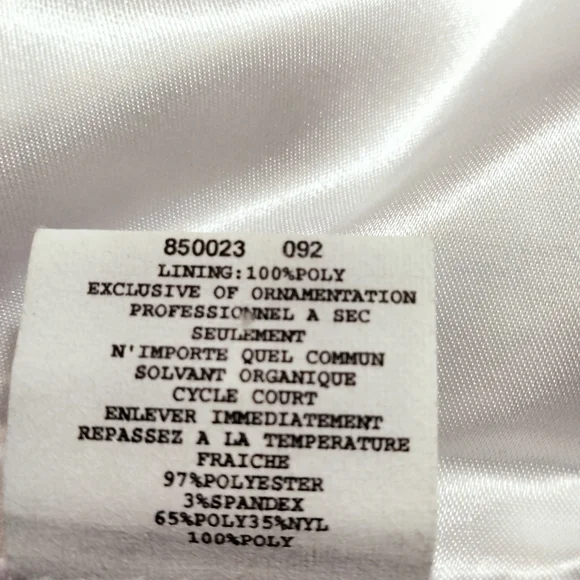 850023 092
LINING:100%POLY
EXCLUSIVE OF ORNAMENTATION
PROFESSIONNEL A SEC
SEULEMENT
N'IMPORTE QUEL COMMUN
SOLVANT ORGANIQUE
CYCLE COURT
ENLEVER IMMEDIATEMENT
REPASSEZ A LA TEMPERATURE
FRAICHE
97%POLYESTER
3%SPANDEX
65%POLY35%NYL
100%POLY